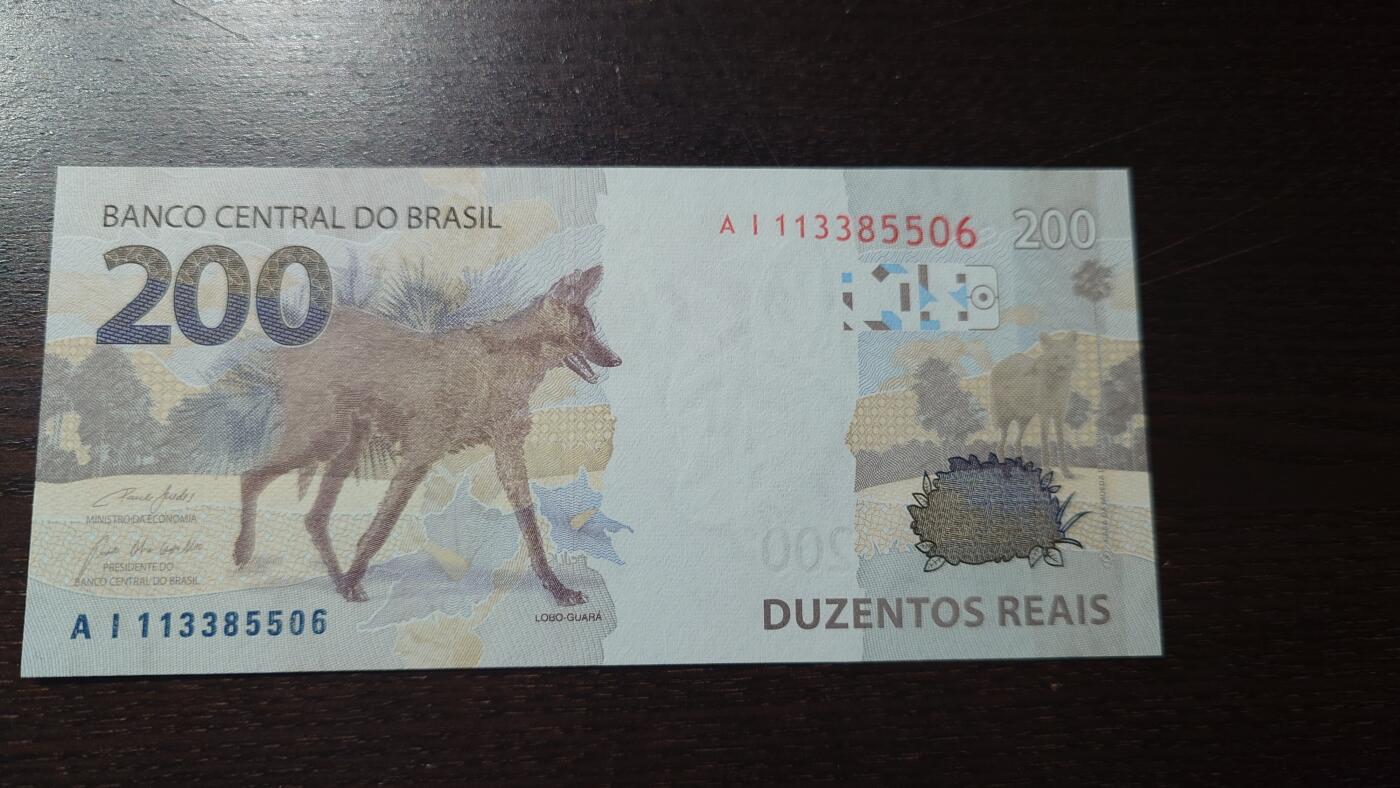 BANCO CENTRAL DO BRASIL
200
A I 113385506
200
MINISTRO DA ECONOMIA
PRESIDENTE DO
BANCO CENTRAL DO BRASIL
A I 113385506
LOBO-GUARÁ
200
DUZENTOS REAIS